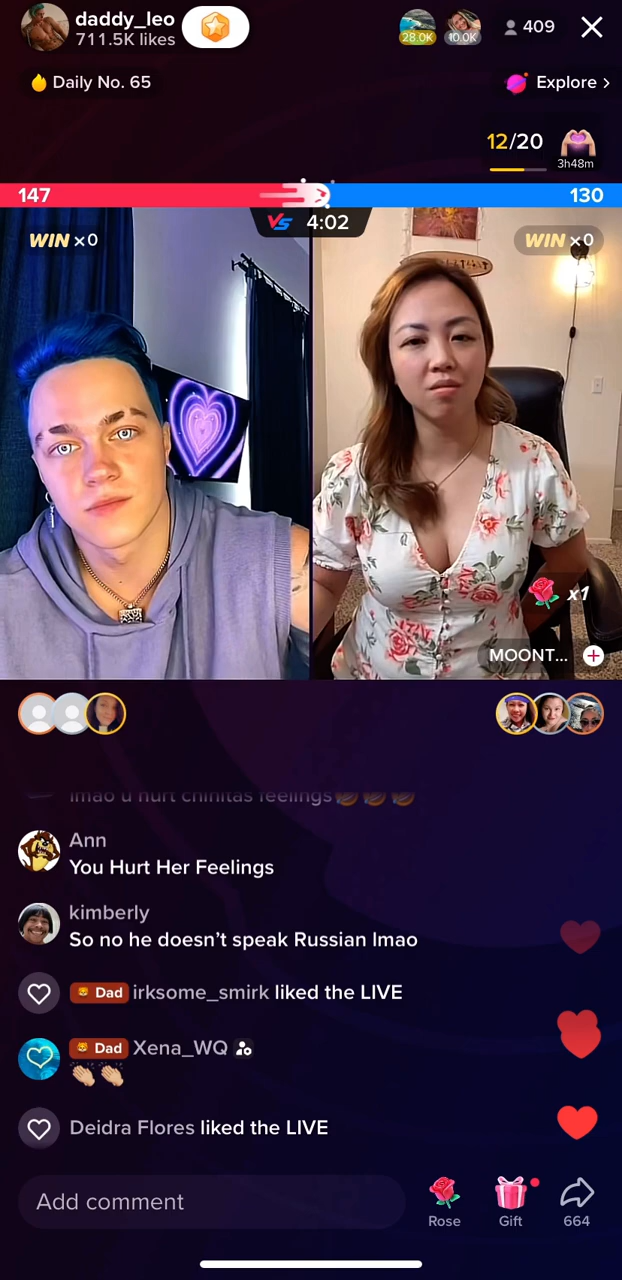 daddy_leo
711.5K likes
28.0K
10.0K
409
Daily No. 65
Explore >
12/20
3h48m
147
130
VS 4:02
WIN x0
WIN x0
x1
MOONT...
lmao u hurt chinitas feelings🤣🤣🤣
Ann
You Hurt Her Feelings
kimberly
So no he doesn't speak Russian lmao
Dad irksome_smirk liked the LIVE
Dad Xena_WQ
👏🏼👏🏼
Deidra Flores liked the LIVE
Add comment
Rose
Gift
664